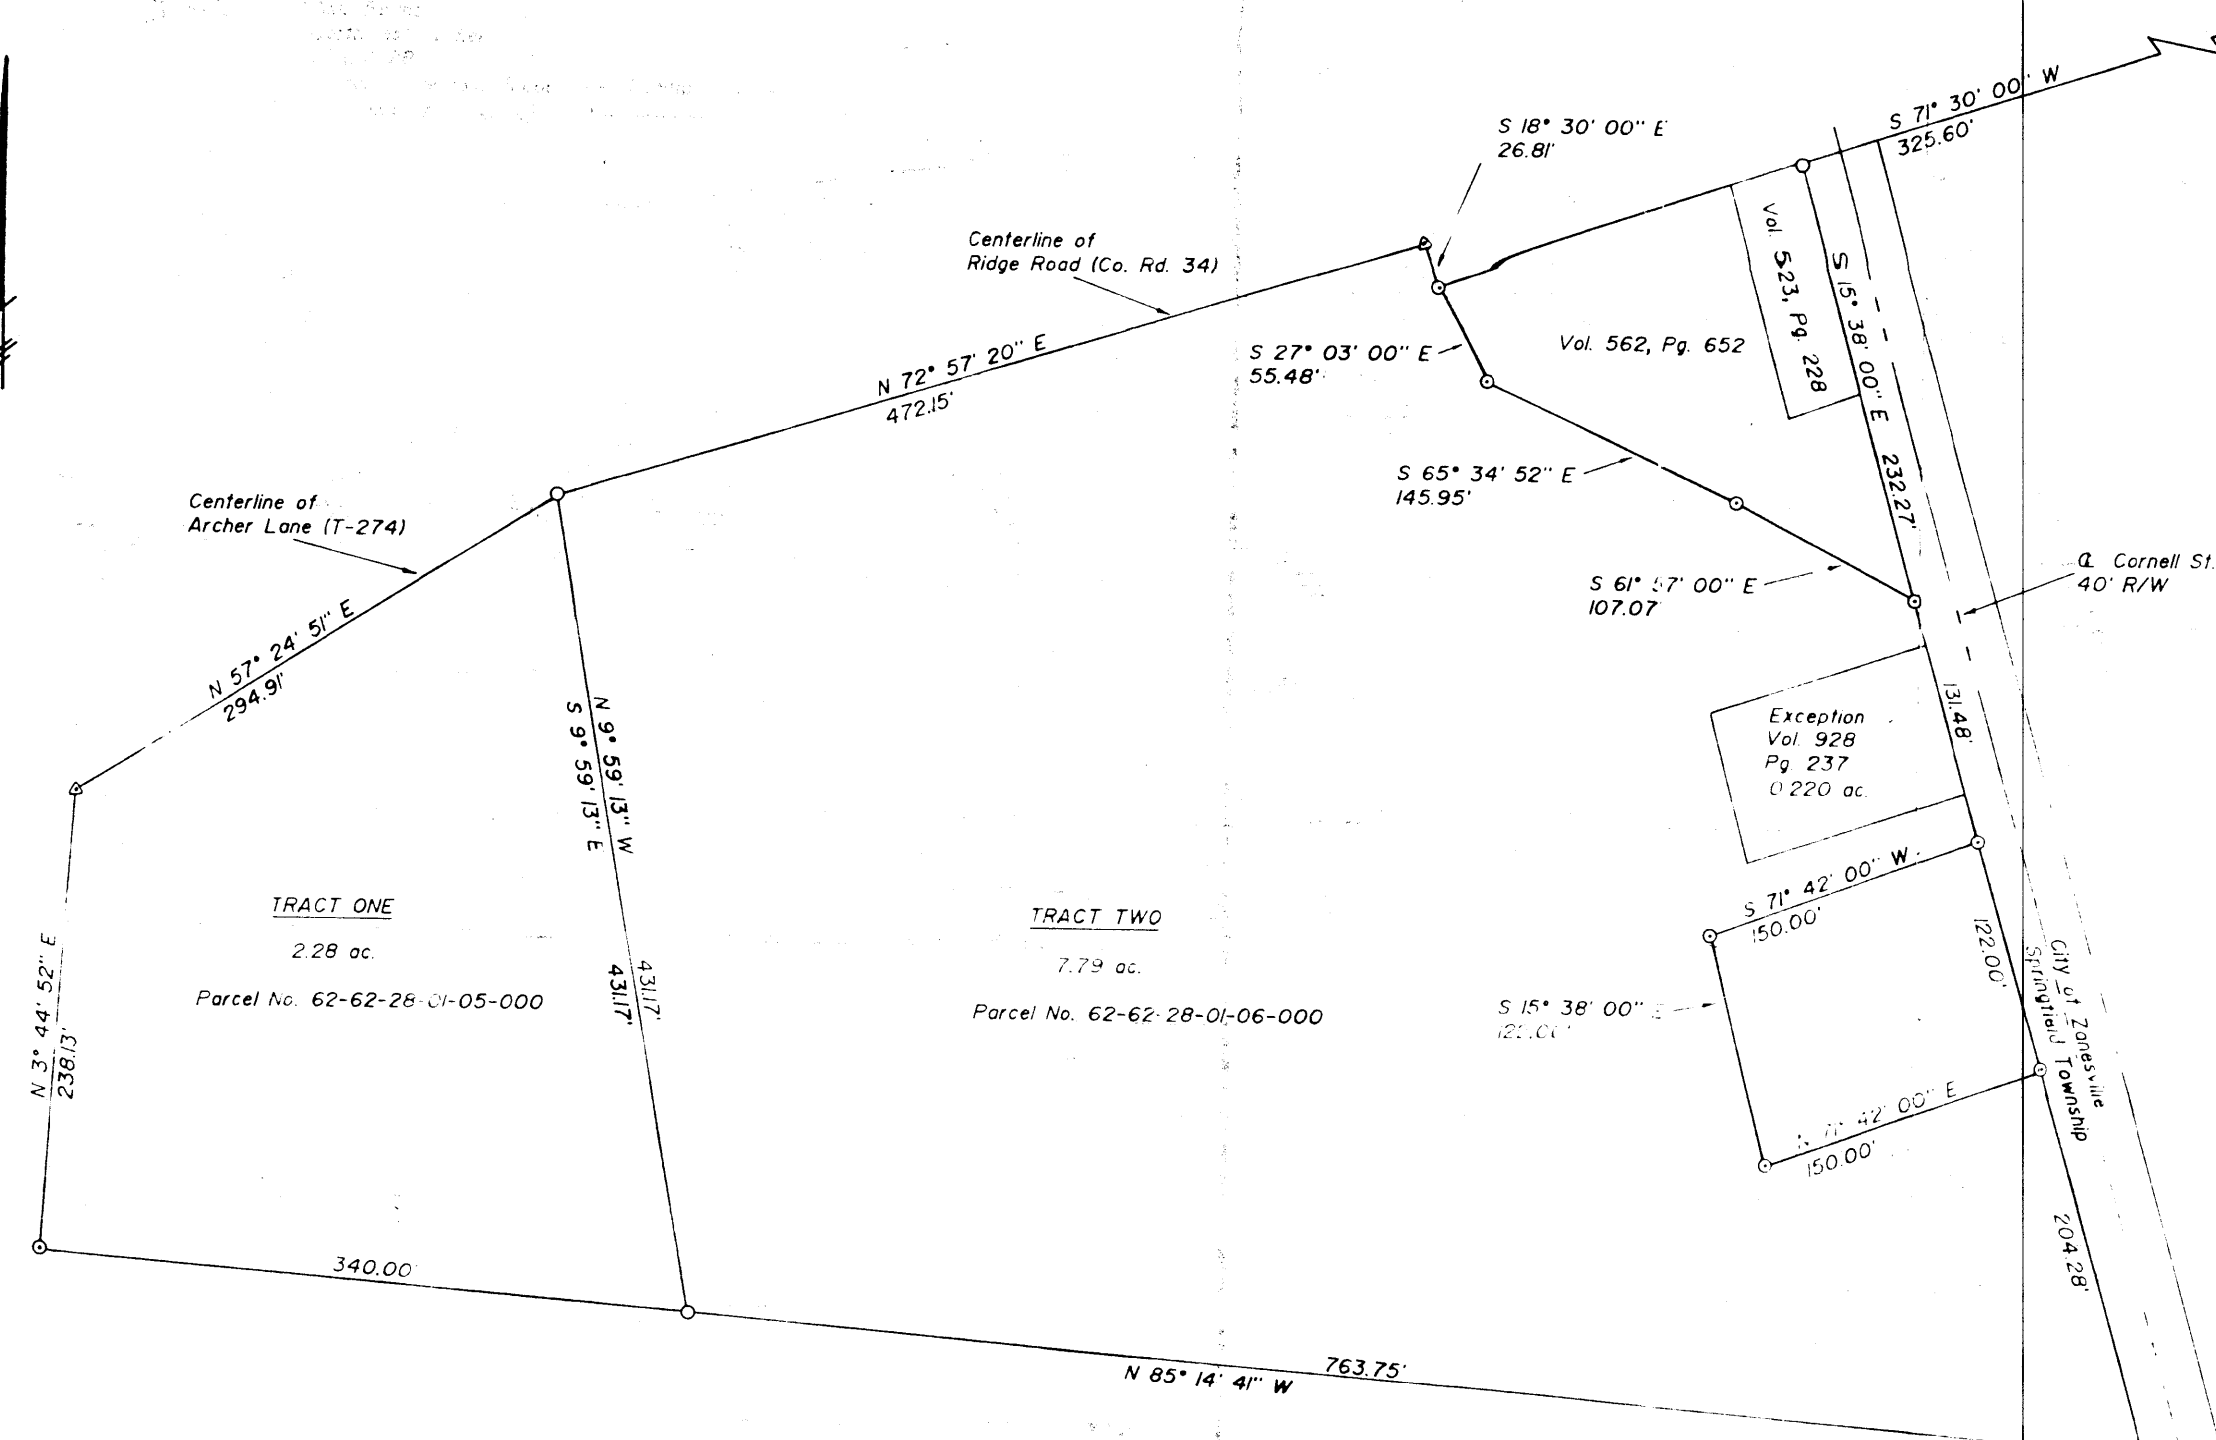 S 71° 30' 00" W
325.60'
S 18° 30' 00" E
26.81'
Centerline of
Ridge Road (Co. Rd. 34)
Vol. 523, Pg. 228
S 15° 38' 00" E 232.27'
Vol. 562, Pg. 652
S 27° 03' 00" E
55.48'
N 72° 57' 20" E
472.15'
S 65° 34' 52" E
145.95'
Centerline of
Archer Lane (T-274)
S 61° 57' 00" E
107.07'
℄ Cornell St.
40' R/W
N 57° 24' 51" E
294.91'
N 9° 59' 13" W
S 9° 59' 13" E
431.17'
431.17'
131.48'
Exception
Vol. 928
Pg. 237
0.220 ac.
S 71° 42' 00" W
150.00'
122.00'
TRACT ONE
2.28 ac.
Parcel No. 62-62-28-01-05-000
TRACT TWO
7.79 ac.
Parcel No. 62-62-28-01-06-000
City of Zanesville
Springfield Township
S 15° 38' 00" E
122.00'
N 3° 44' 52" E
238.13'
N 71° 42' 00" E
150.00'
204.28'
340.00'
763.75'
N 85° 14' 41" W